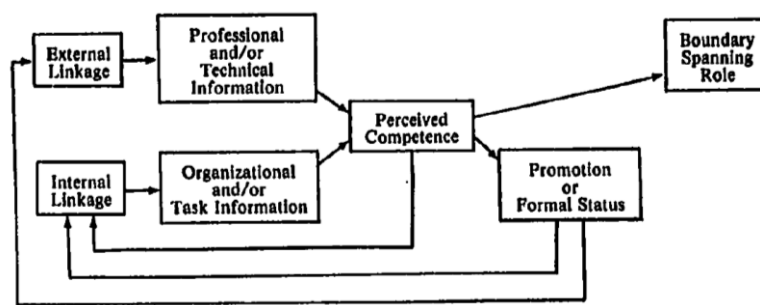 External
Linkage
Professional
and/or
Technical
Information
Boundary
Spanning
Role
Perceived
Competence
Internal
Linkage
Organizational
and/or
Task Information
Promotion
or
Formal Status